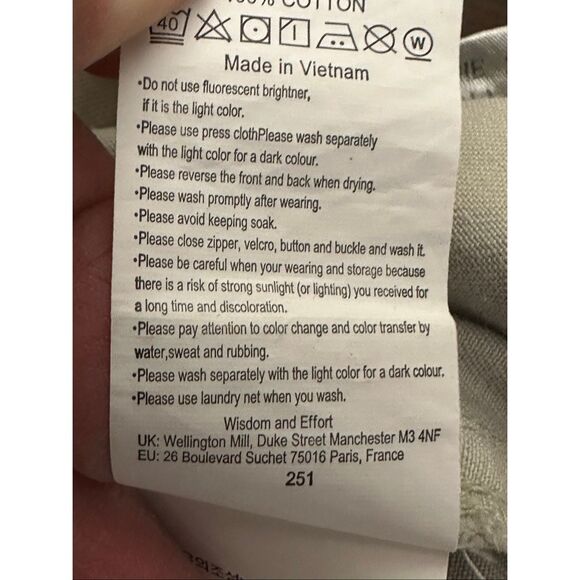 100% COTTON
40
W
Made in Vietnam
•Do not use fluorescent brightner,
if it is the light color.
•Please use press clothPlease wash separately
with the light color for a dark colour.
•Please reverse the front and back when drying.
•Please wash promptly after wearing.
•Please avoid keeping soak.
•Please close zipper, velcro, button and buckle and wash it.
•Please be careful when your wearing and storage because
there is a risk of strong sunlight (or lighting) you received for
a long time and discoloration.
•Please pay attention to color change and color transfer by
water,sweat and rubbing.
•Please wash separately with the light color for a dark colour.
•Please use laundry net when you wash.
Wisdom and Effort
UK: Wellington Mill, Duke Street Manchester M3 4NF
EU: 26 Boulevard Suchet 75016 Paris, France
251